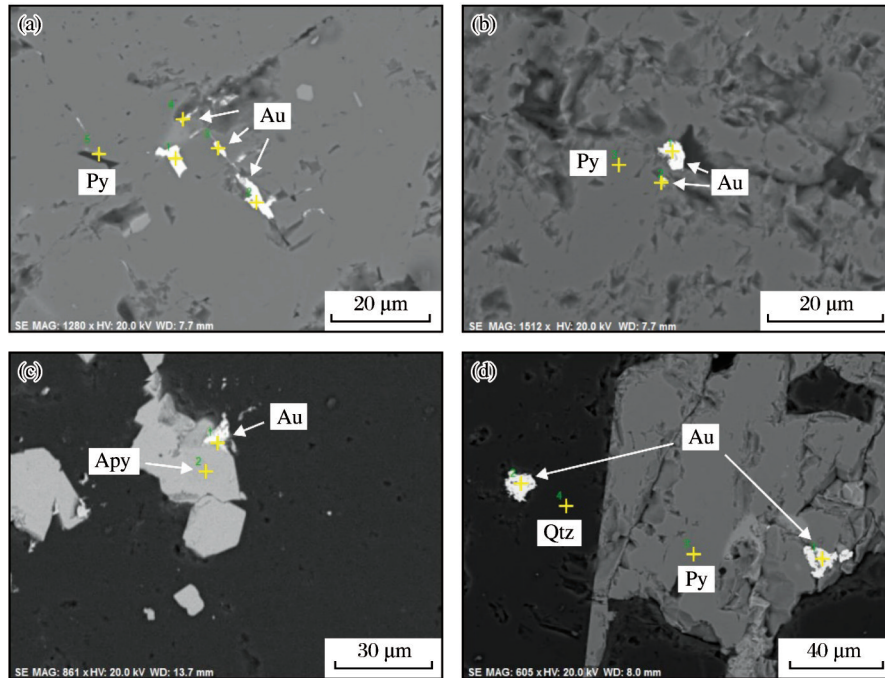 (a)
Au
Py
20 μm
SE MAG: 1280 x HV: 20.0 kV WD: 7.7 mm
(b)
Py
Au
20 μm
SE MAG: 1512 x HV: 20.0 kV WD: 7.7 mm
(c)
Au
Apy
2
30 μm
SE MAG: 861 x HV: 20.0 kV WD: 13.7 mm
(d)
Au
4
Qtz
Py
40 μm
SE MAG: 605 x HV: 20.0 kV WD: 8.0 mm